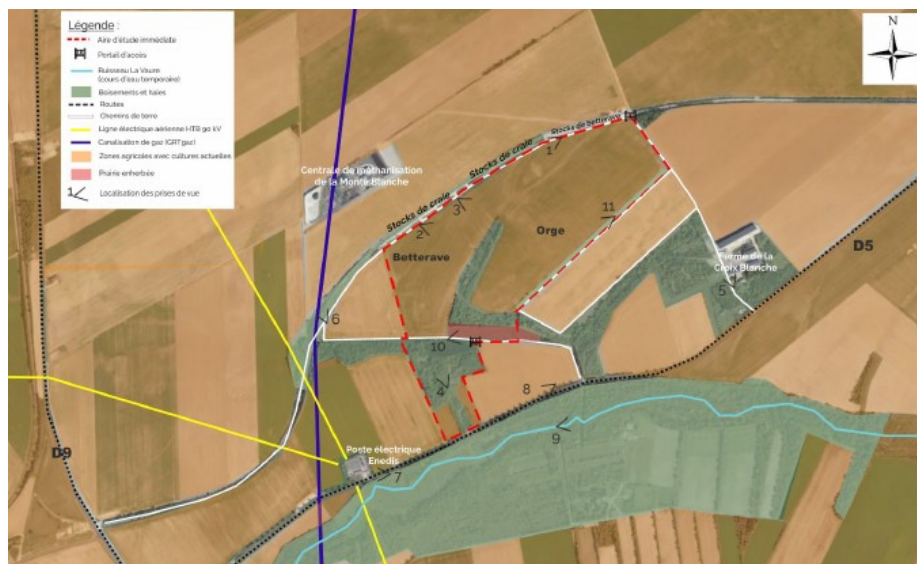 Légende :
Aire d'étude immédiate
Portail d'accès
Ruisseau La Vaure
(cours d'eau temporaire)
Boisements et haies
Routes
Chemins de terre
Ligne électrique aérienne HTB 90 kV
Canalisation de gaz (GRTgaz)
Zones agricoles avec cultures actuelles
Prairie enherbée
1 Localisation des prises de vue
N
Stocks de betterave
1
Centrale de méthanisation
de la Monte Blanche
Stocks de craie
Stocks de craie
3
2
11
Orge
Betterave
D5
Ferme de la
Croix Blanche
5
6
10
4
8
9
Poste électrique
Enedis
7
D9